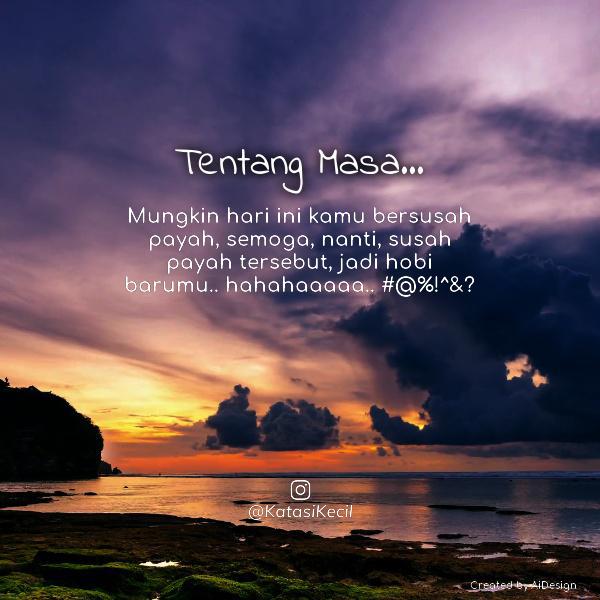 Tentang Masa...
Mungkin hari ini kamu bersusah
payah, semoga, nanti, susah
payah tersebut, jadi hobi
barumu.. hahahaaaaa.. #@%!^&?
@KatasiKecil
Created by AiDesign